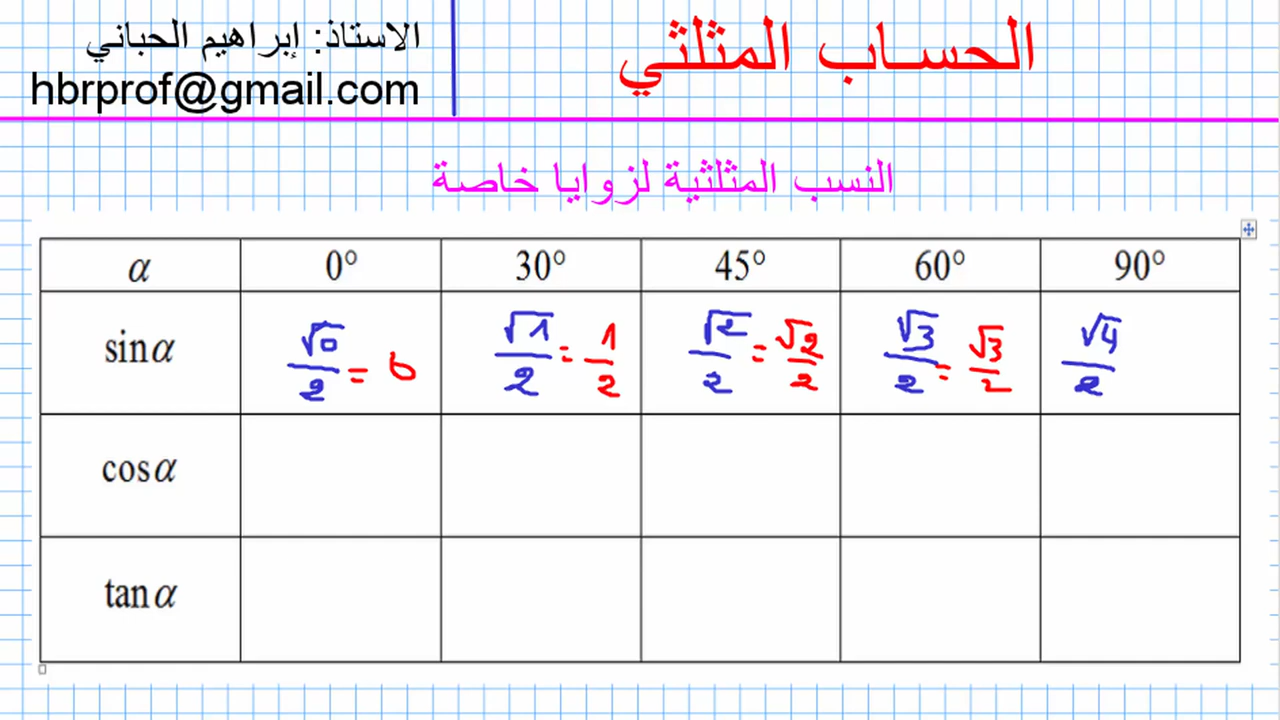 الحساب المثلثي
الاستاذ: إبراهيم الحباني
hbrprof@gmail.com
النسب المثلثية لزوايا خاصة
α 0° 30° 45° 60° 90°
sinα √0/2 = 0 √1/2 = 1/2 √2/2 = √2/2 √3/2 = √3/2 √4/2
cosα
tanα